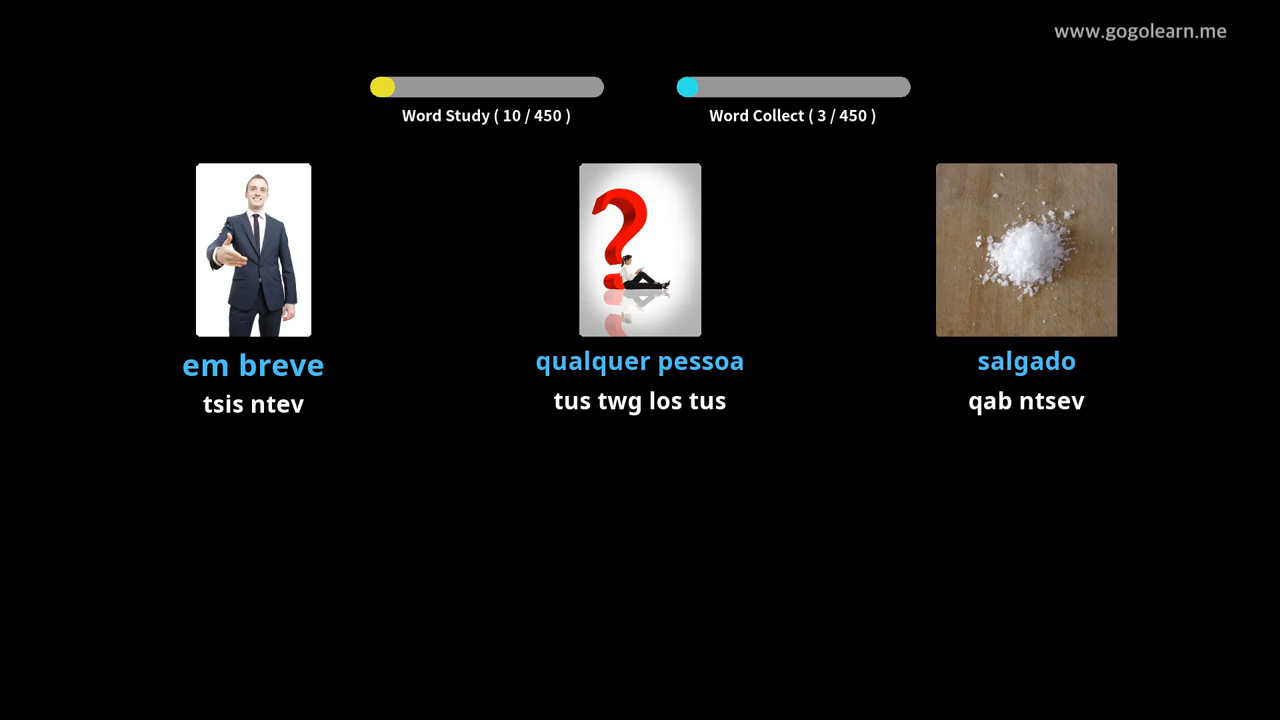 www.gogolearn.me
Word Study ( 10 / 450 )
Word Collect ( 3 / 450 )
em breve
tsis ntev
qualquer pessoa
tus twg los tus
salgado
qab ntsev